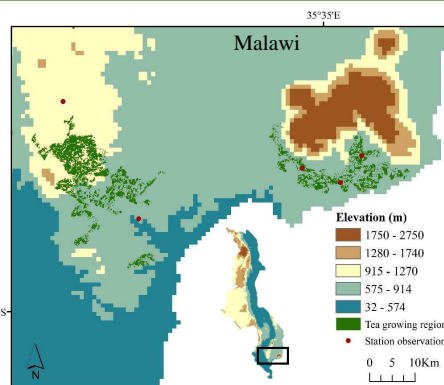 35°35'E
Malawi
Elevation (m)
1750 - 2750
1280 - 1740
915 - 1270
575 - 914
32 - 574
Tea growing region
Station observation
0 5 10Km
S
N